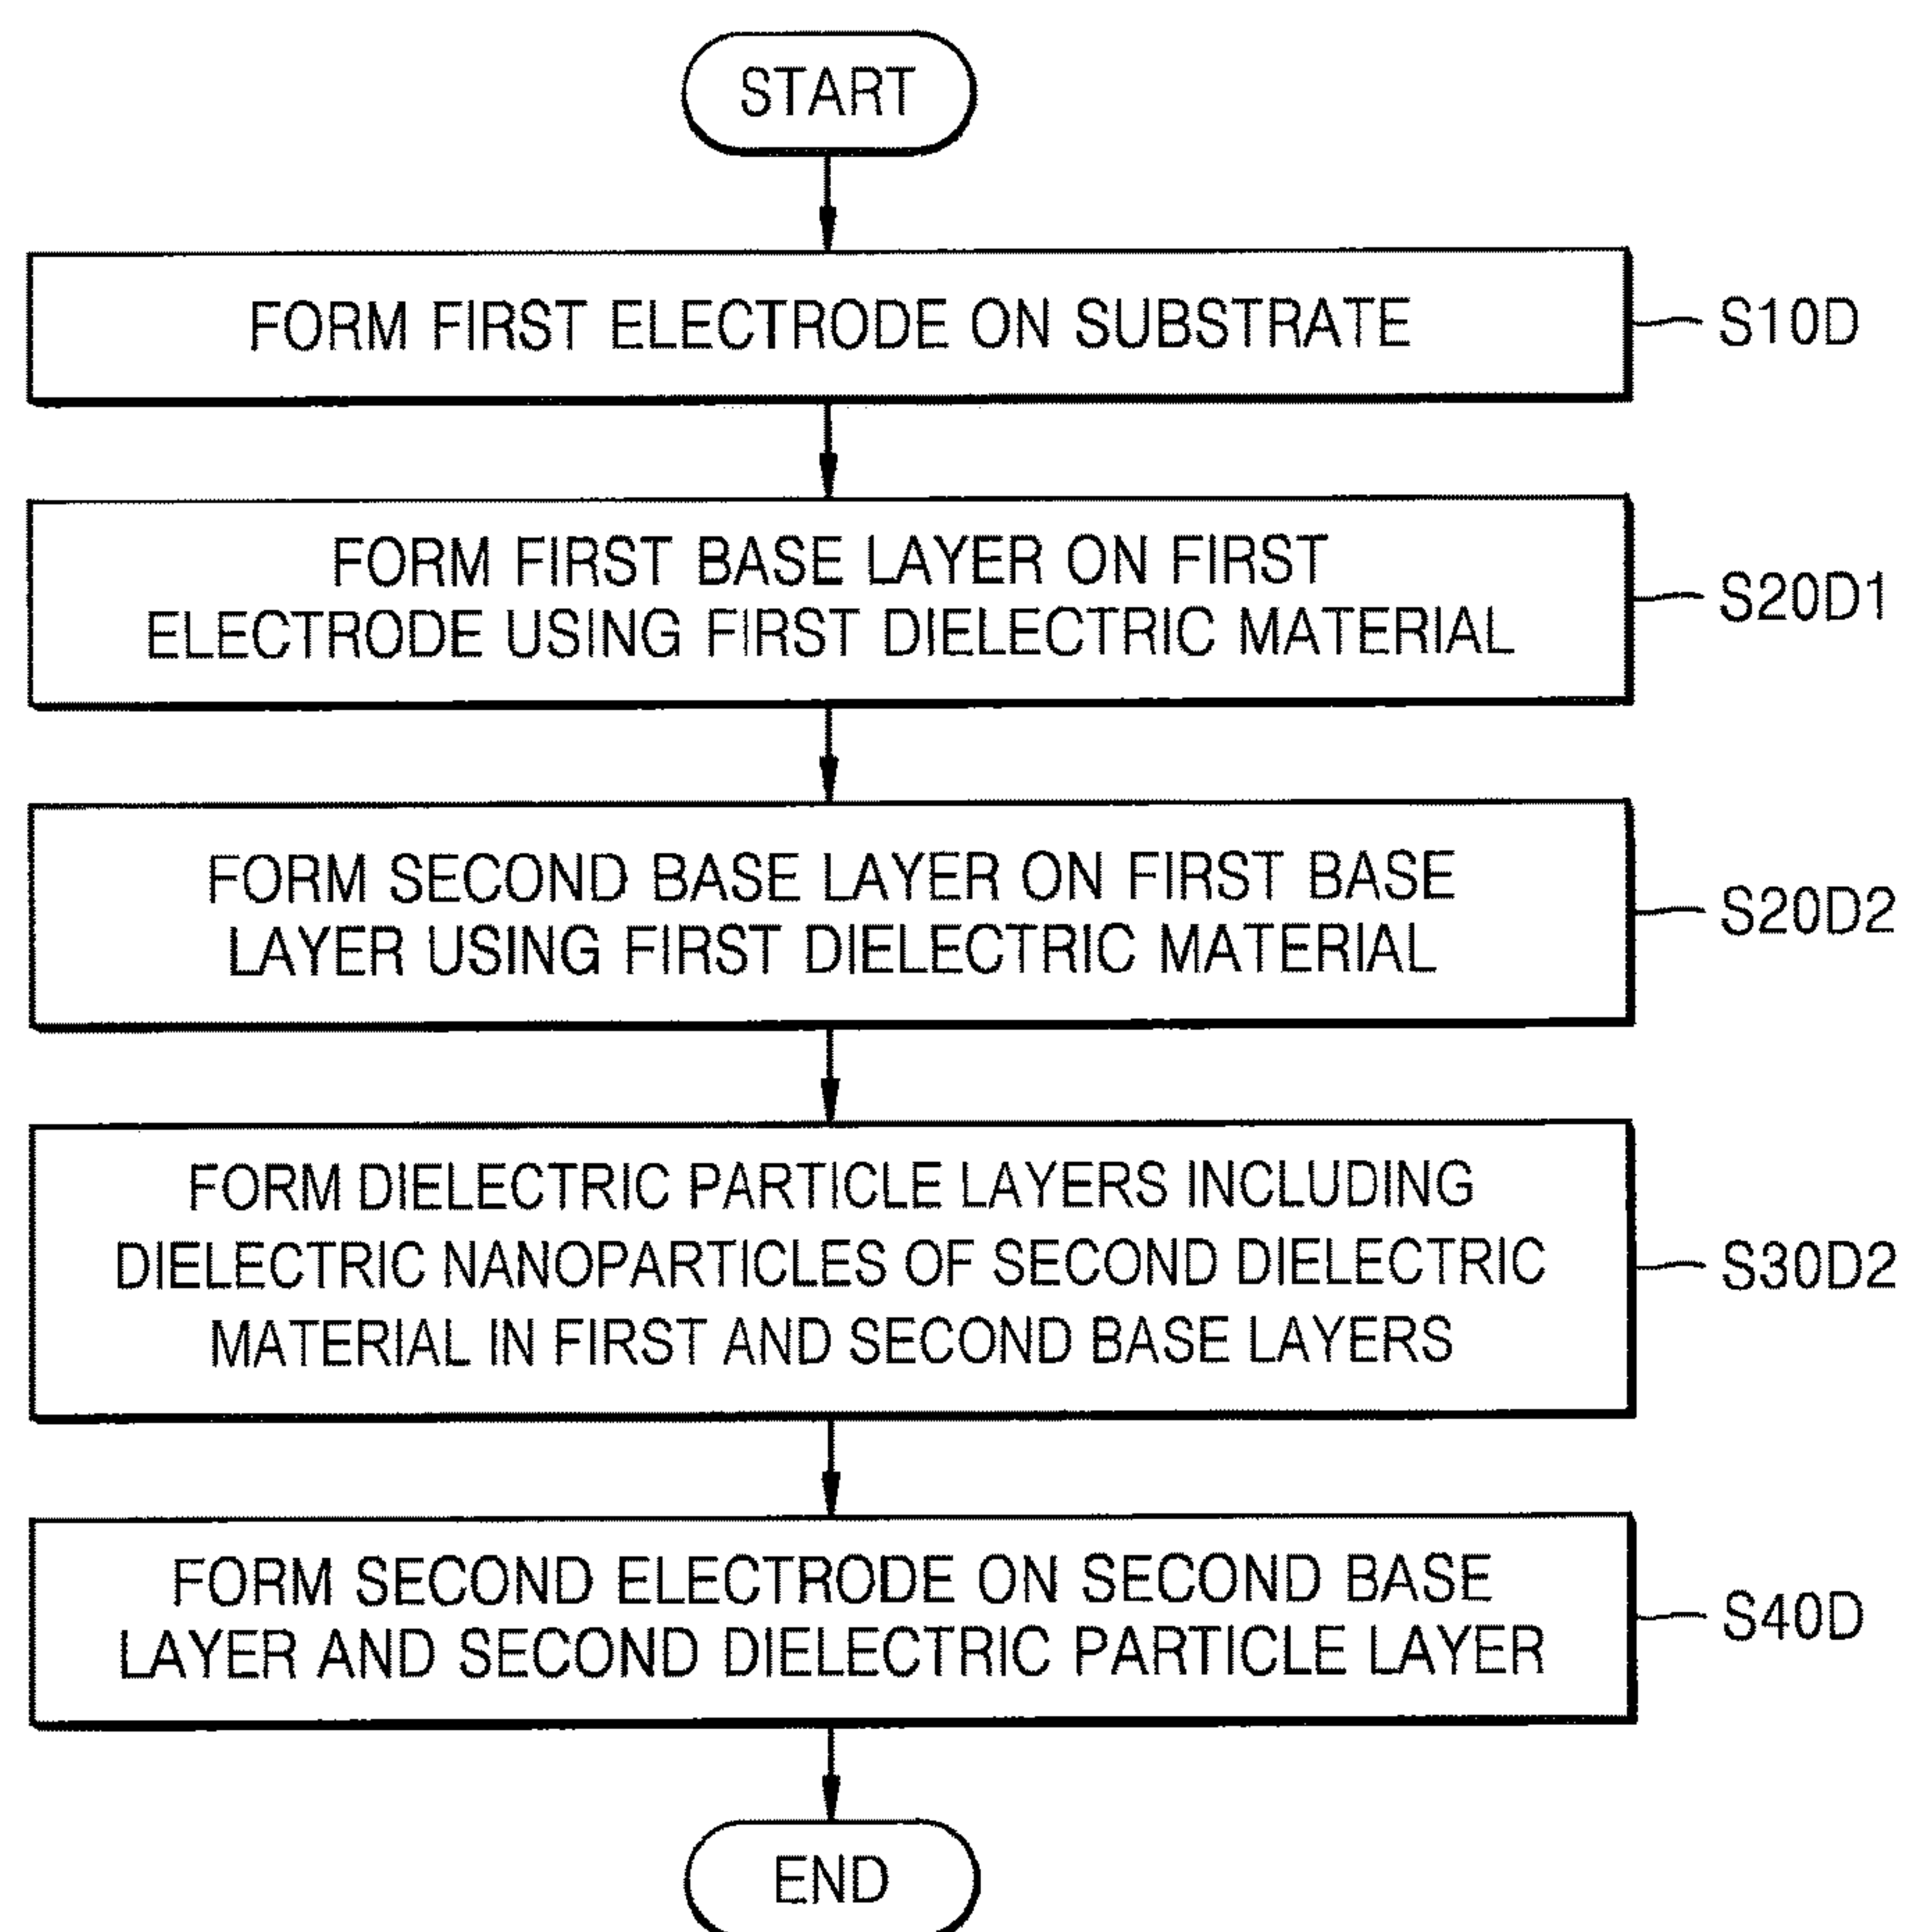 START
FORM FIRST ELECTRODE ON SUBSTRATE
S10D
FORM FIRST BASE LAYER ON FIRST
ELECTRODE USING FIRST DIELECTRIC MATERIAL
S20D1
FORM SECOND BASE LAYER ON FIRST BASE
LAYER USING FIRST DIELECTRIC MATERIAL
S20D2
FORM DIELECTRIC PARTICLE LAYERS INCLUDING
DIELECTRIC NANOPARTICLES OF SECOND DIELECTRIC
MATERIAL IN FIRST AND SECOND BASE LAYERS
S30D2
FORM SECOND ELECTRODE ON SECOND BASE
LAYER AND SECOND DIELECTRIC PARTICLE LAYER
S40D
END